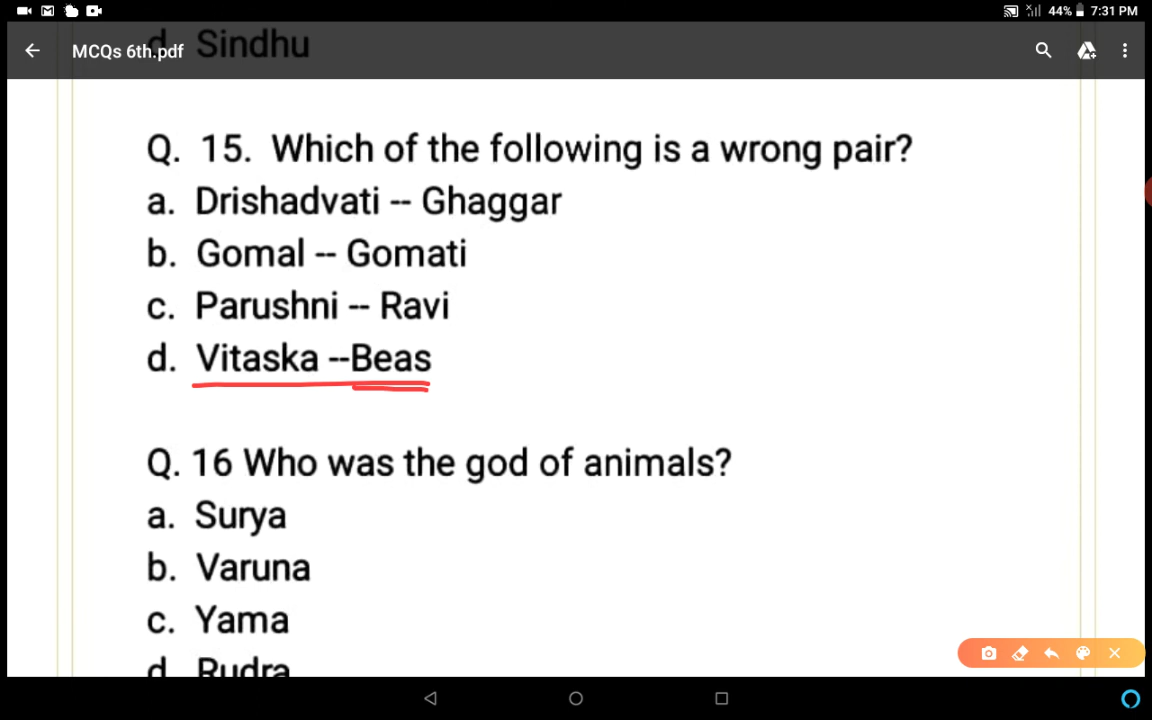 44% 7:31 PM
d. Sindhu
MCQs 6th.pdf
Q. 15. Which of the following is a wrong pair?
a. Drishadvati -- Ghaggar
b. Gomal -- Gomati
c. Parushni -- Ravi
d. Vitaska --Beas
Q. 16 Who was the god of animals?
a. Surya
b. Varuna
c. Yama
d. Rudra